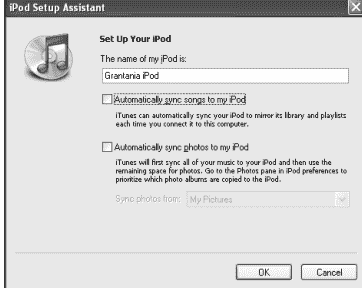 iPod Setup Assistant
Set Up Your iPod
The name of my iPod is:
Grantania iPod
Automatically sync songs to my iPod
iTunes can automatically sync your iPod to mirror its library and playlists
each time you connect it to this computer.
Automatically sync photos to my iPod
iTunes will first sync all of your music to your iPod and then use the
remaining space for photos. Go to the Photos pane in iPod preferences to
prioritize which photo albums are copied to the iPod.
Sync photos from: My Pictures
OK Cancel